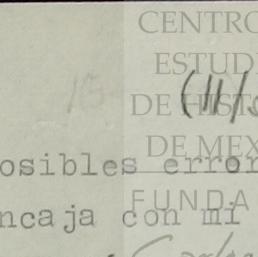 CENTRO
ESTUD
15
(11/
DE HIST
DE MEX
osibles error
FUNDA
ncaja con mi